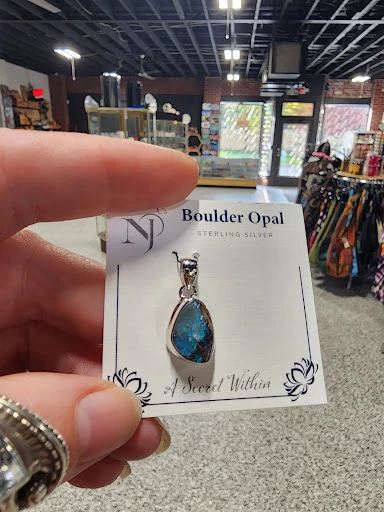 NJ
Boulder Opal
STERLING SILVER
A Secret Within